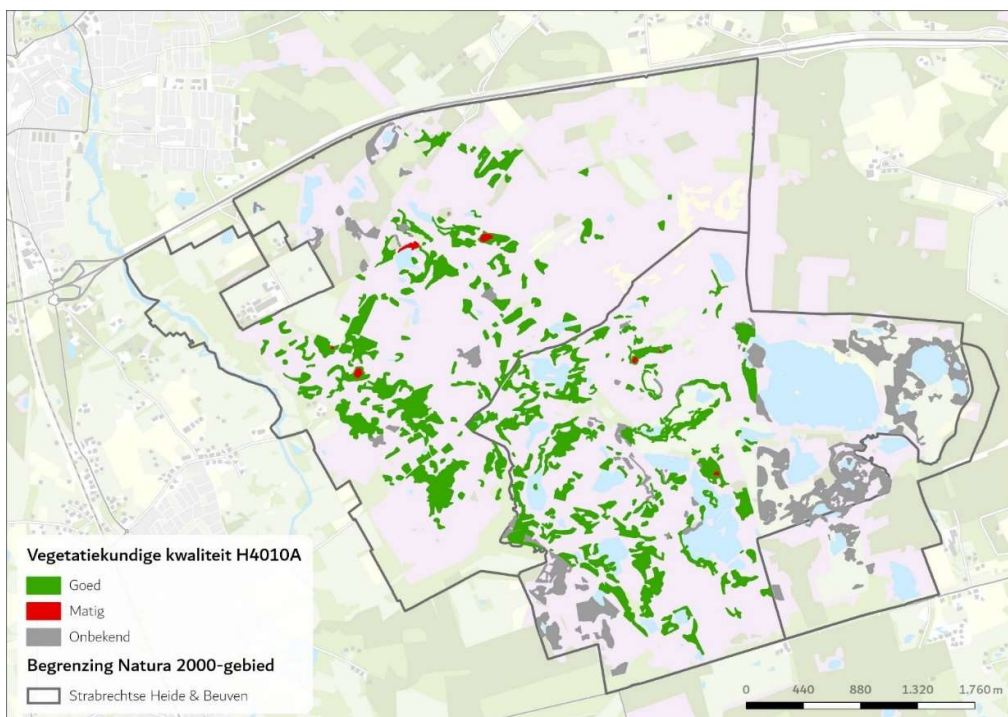 Vegetatiekundige kwaliteit H4010A
Goed
Matig
Onbekend
Begrenzing Natura 2000-gebied
Strabrechtse Heide & Beuven
0 440 880 1.320 1.760 m